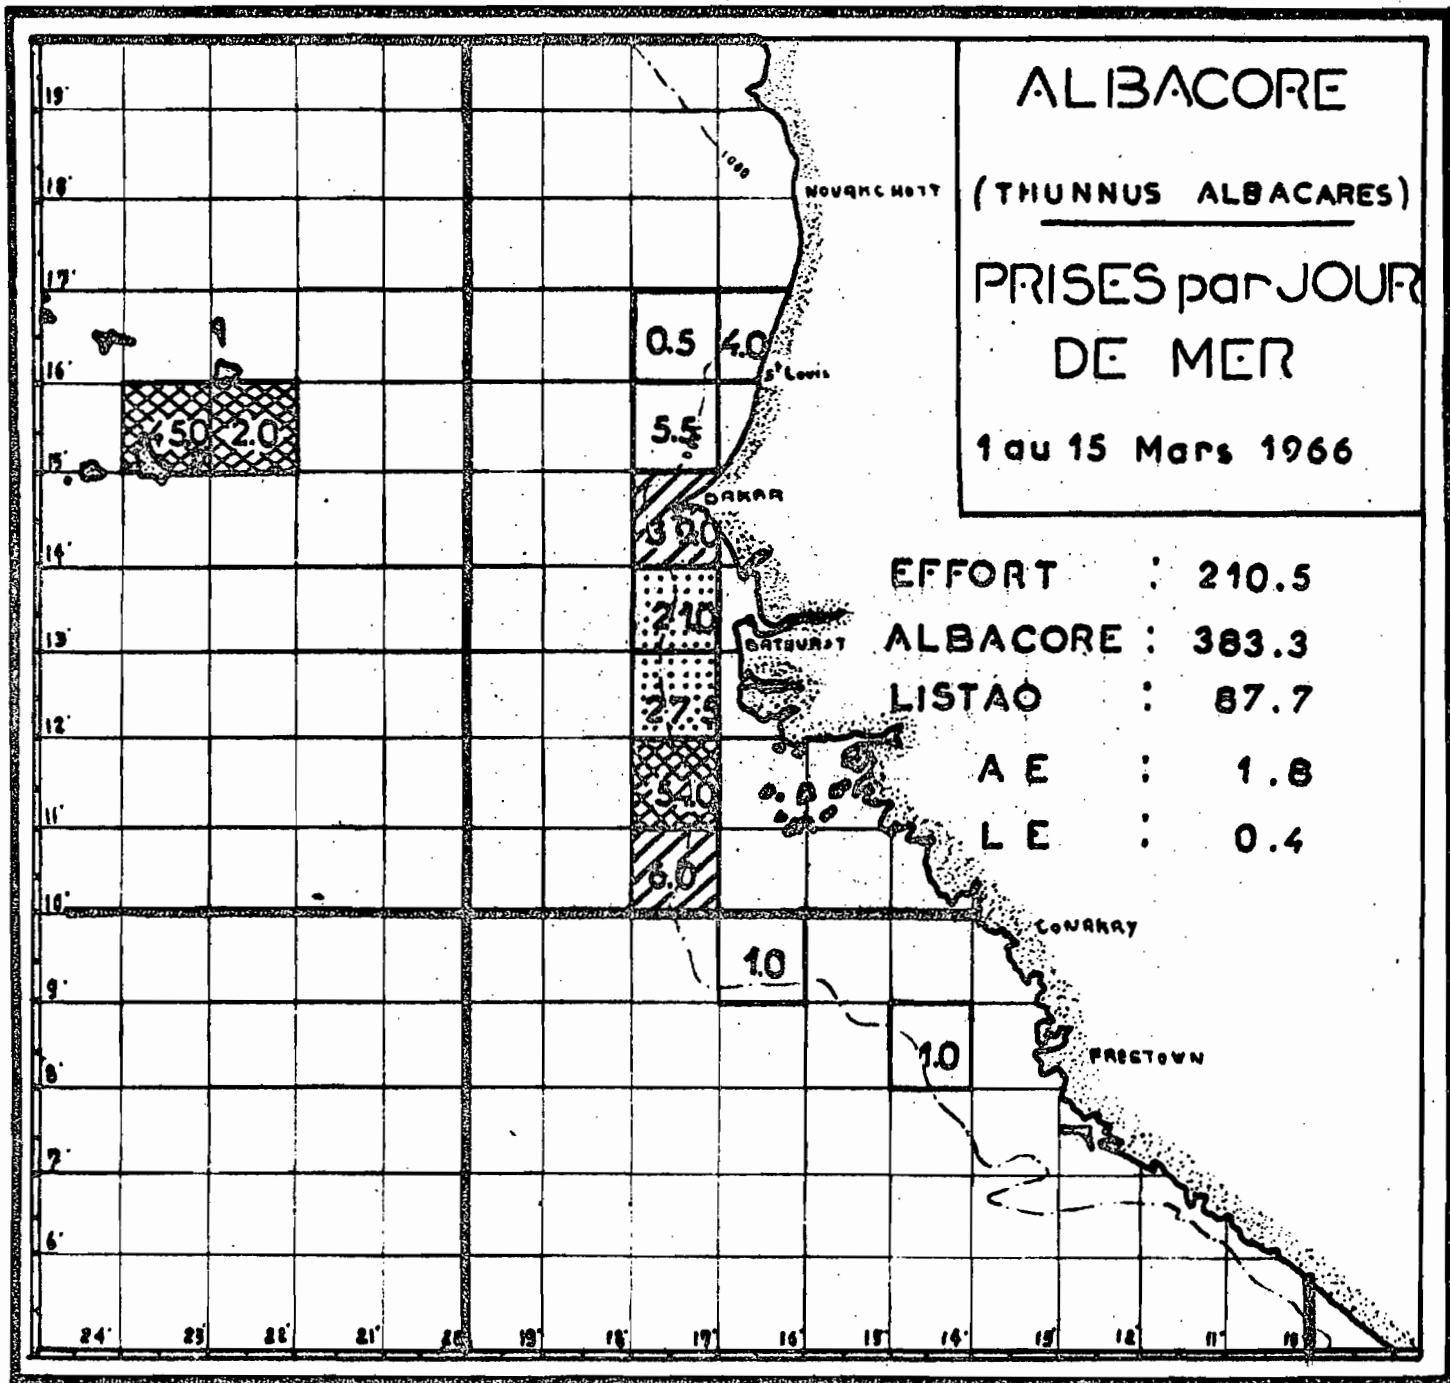 ALBACORE
(THUNNUS ALBACARES)
PRISES par JOUR
DE MER
1 au 15 Mars 1966
EFFORT : 210.5
ALBACORE : 383.3
LISTAO : 87.7
A E : 1.8
L E : 0.4
19°
18°
17°
16°
15°
14°
13°
12°
11°
10°
9°
8°
7°
6°
1000
NOUAKCHOTT
0.5 4.0
St Louis
5.5
45.0 2.0
DAKAR
39.0
21.0
BATHURST
27.5
54.0
6.0
CONAKRY
1.0
1.0
FREETOWN
24° 23° 22° 21° 20 19° 18° 17° 16° 15° 14° 13° 12° 11° 10